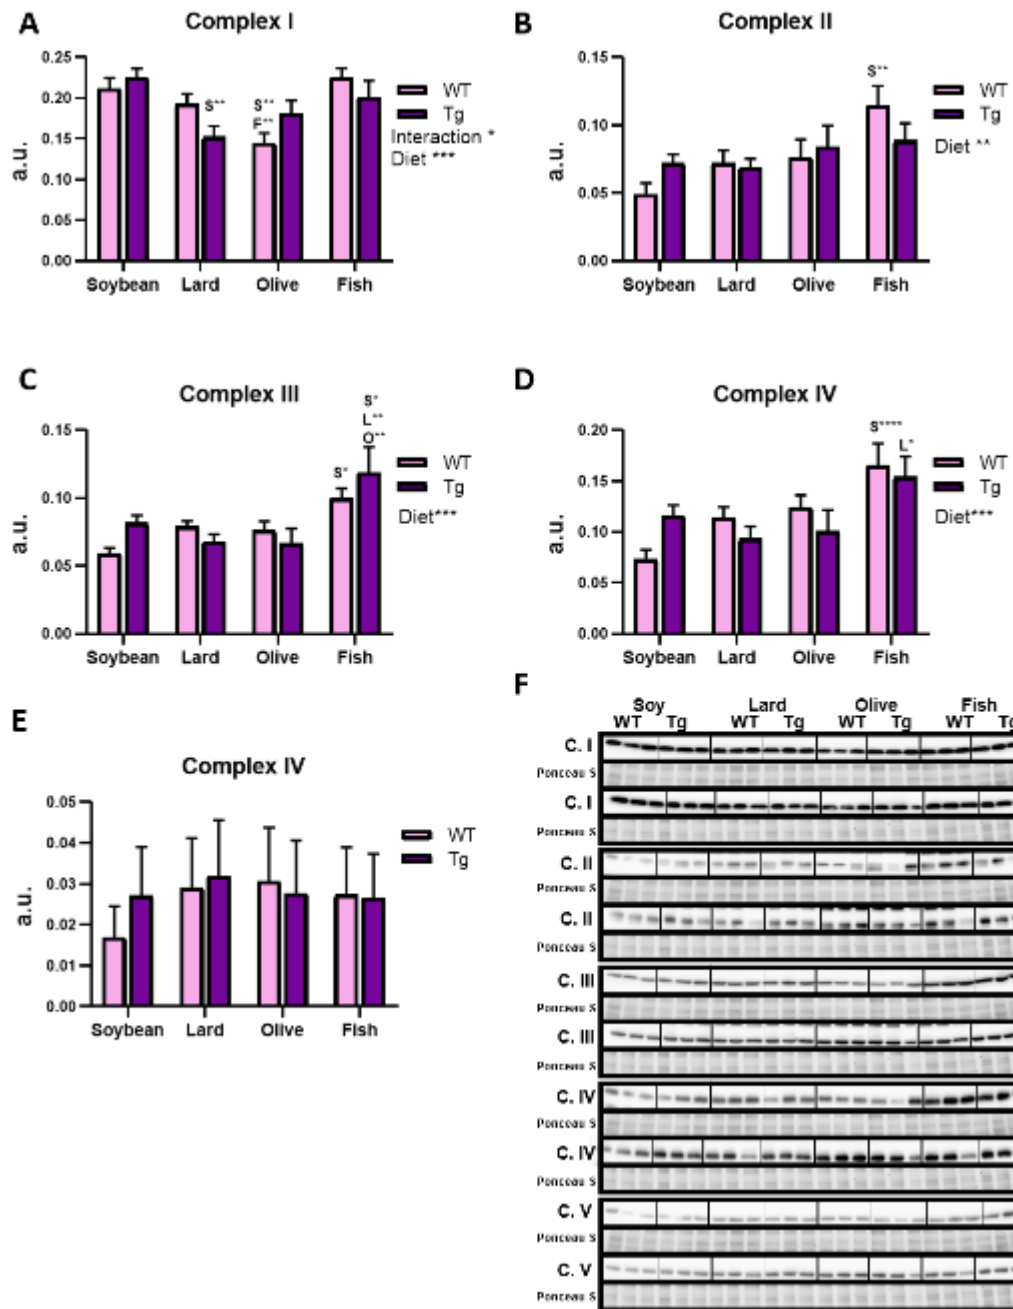 A
Complex I
0.25
0.20
0.15
0.10
0.05
0.00
a.u.
S**
S**
F**
WT
Tg
Interaction *
Diet ***
Soybean Lard Olive Fish
B
Complex II
0.15
0.10
0.05
0.00
a.u.
S**
WT
Tg
Diet **
Soybean Lard Olive Fish
C
Complex III
0.15
0.10
0.05
0.00
a.u.
S*
S*
L**
O**
WT
Tg
Diet***
Soybean Lard Olive Fish
D
Complex IV
0.20
0.15
0.10
0.05
0.00
a.u.
S****
L*
WT
Tg
Diet***
Soybean Lard Olive Fish
E
Complex IV
0.05
0.04
0.03
0.02
0.01
0.00
a.u.
WT
Tg
Soybean Lard Olive Fish
F
Soy Lard Olive Fish
WT Tg WT Tg WT Tg WT Tg
C. I
Ponceau S
C. I
Ponceau S
C. II
Ponceau S
C. II
Ponceau S
C. III
Ponceau S
C. III
Ponceau S
C. IV
Ponceau S
C. IV
Ponceau S
C. V
Ponceau S
C. V
Ponceau S